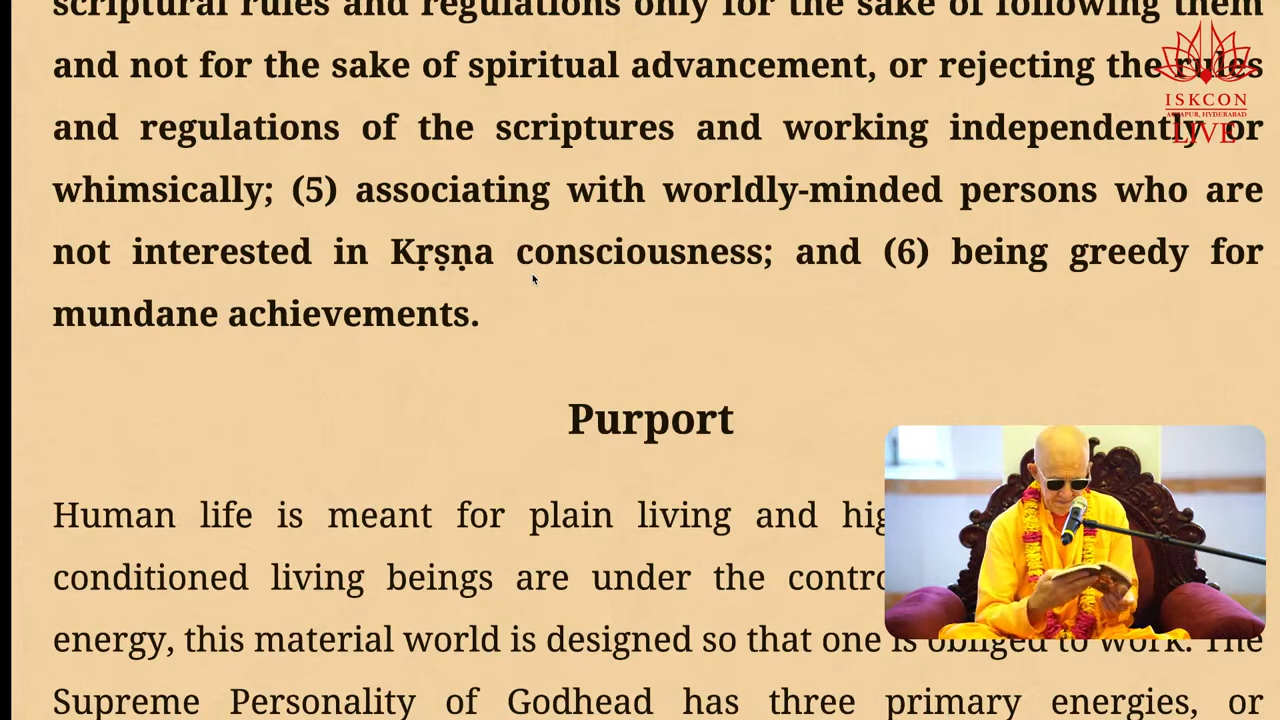 scriptural rules and regulations only for the sake of following them
and not for the sake of spiritual advancement, or rejecting the rules
and regulations of the scriptures and working independently or
whimsically; (5) associating with worldly-minded persons who are
not interested in Kṛṣṇa consciousness; and (6) being greedy for
mundane achievements.
Purport
Human life is meant for plain living and
conditioned living beings are under the
energy, this material world is designed so that one is obliged to work. The
Supreme Personality of Godhead has three primary energies, or
ISKCON
ATTAPUR, HYDERABAD
LIVE